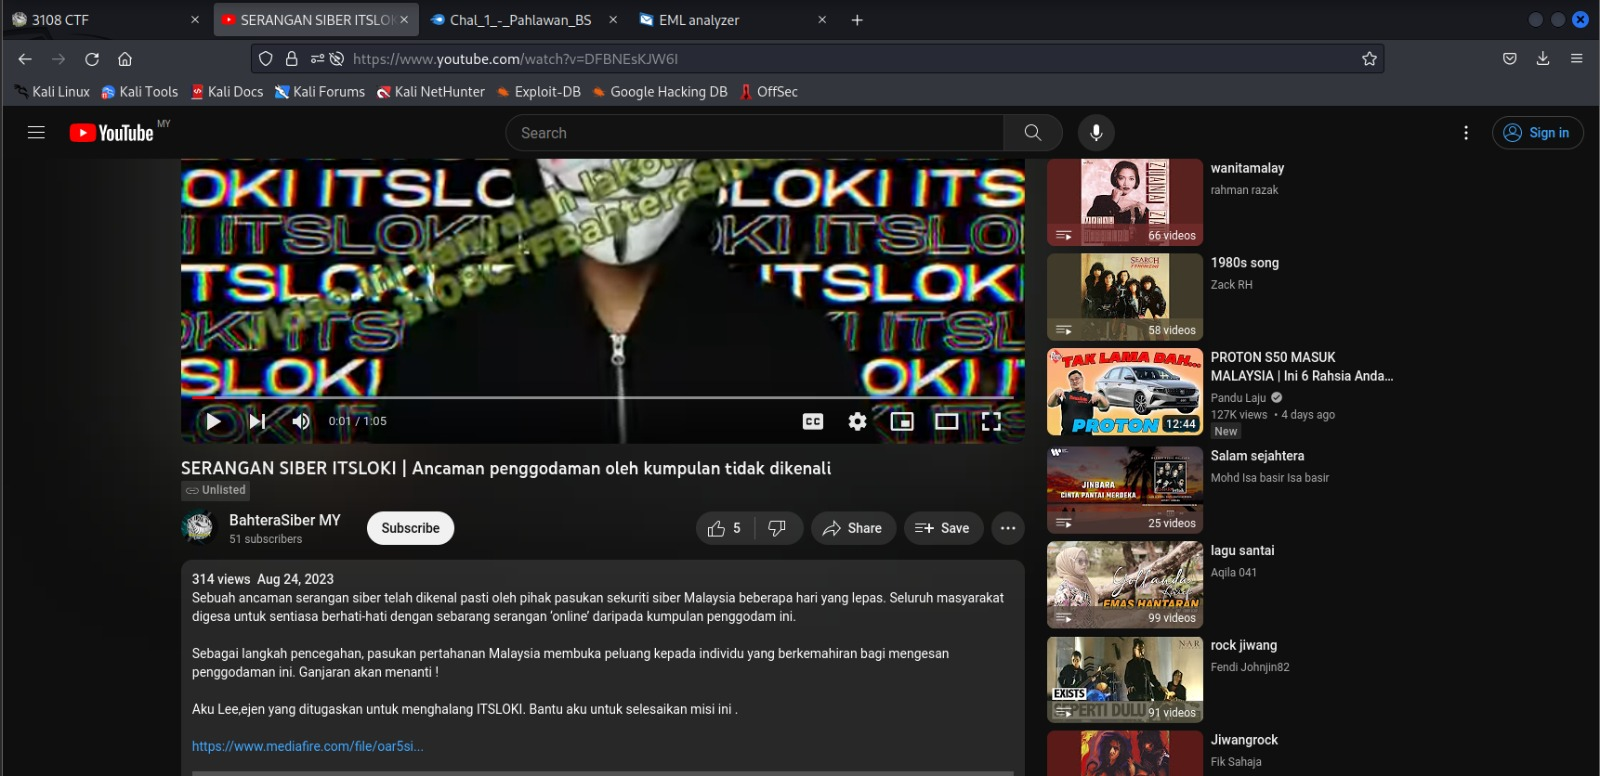 3108 CTF
SERANGAN SIBER ITSLO
Chal_1_-_Pahlawan_BS
EML analyzer
https://www.youtube.com/watch?v=DFBNEsKJW6I
Kali Linux
Kali Tools
Kali Docs
Kali Forums
Kali NetHunter
Exploit-DB
Google Hacking DB
OffSec
YouTube MY
Search
Sign in
OKI ITSLO
LOKI ITS
ITSLOKI
OKI ITSLO
ITSLOK
ITSLOKI
OKI ITS
ITSL
SLOKI
OKI I
CC
0:01 / 1:05
SERANGAN SIBER ITSLOKI | Ancaman penggodaman oleh kumpulan tidak dikenali
Unlisted
BahteraSiber MY
51 subscribers
Subscribe
5
Share
Save
314 views Aug 24, 2023
Sebuah ancaman serangan siber telah dikenal pasti oleh pihak pasukan sekuriti siber Malaysia beberapa hari yang lepas. Seluruh masyarakat
digesa untuk sentiasa berhati-hati dengan sebarang serangan ‘online’ daripada kumpulan penggodam ini.
Sebagai langkah pencegahan, pasukan pertahanan Malaysia membuka peluang kepada individu yang berkemahiran bagi mengesan
penggodaman ini. Ganjaran akan menanti !
Aku Lee,ejen yang ditugaskan untuk menghalang ITSLOKI. Bantu aku untuk selesaikan misi ini .
https://www.mediafire.com/file/oar5si...
66 videos
wanitamalay
rahman razak
SEARCH
58 videos
1980s song
Zack RH
TAK LAMA DAH...
PROTON
12:44
PROTON S50 MASUK
MALAYSIA | Ini 6 Rahsia Anda...
Pandu Laju
127K views • 4 days ago
New
JINBARA
CINTA PANTAI MERDEKA
25 videos
Salam sejahtera
Mohd Isa basir Isa basir
EMAS HANTARAN
99 videos
lagu santai
Aqila 041
NAR
EXISTS
SEPERTI DULU
91 videos
rock jiwang
Fendi Johnjin82
Jiwangrock
Fik Sahaja